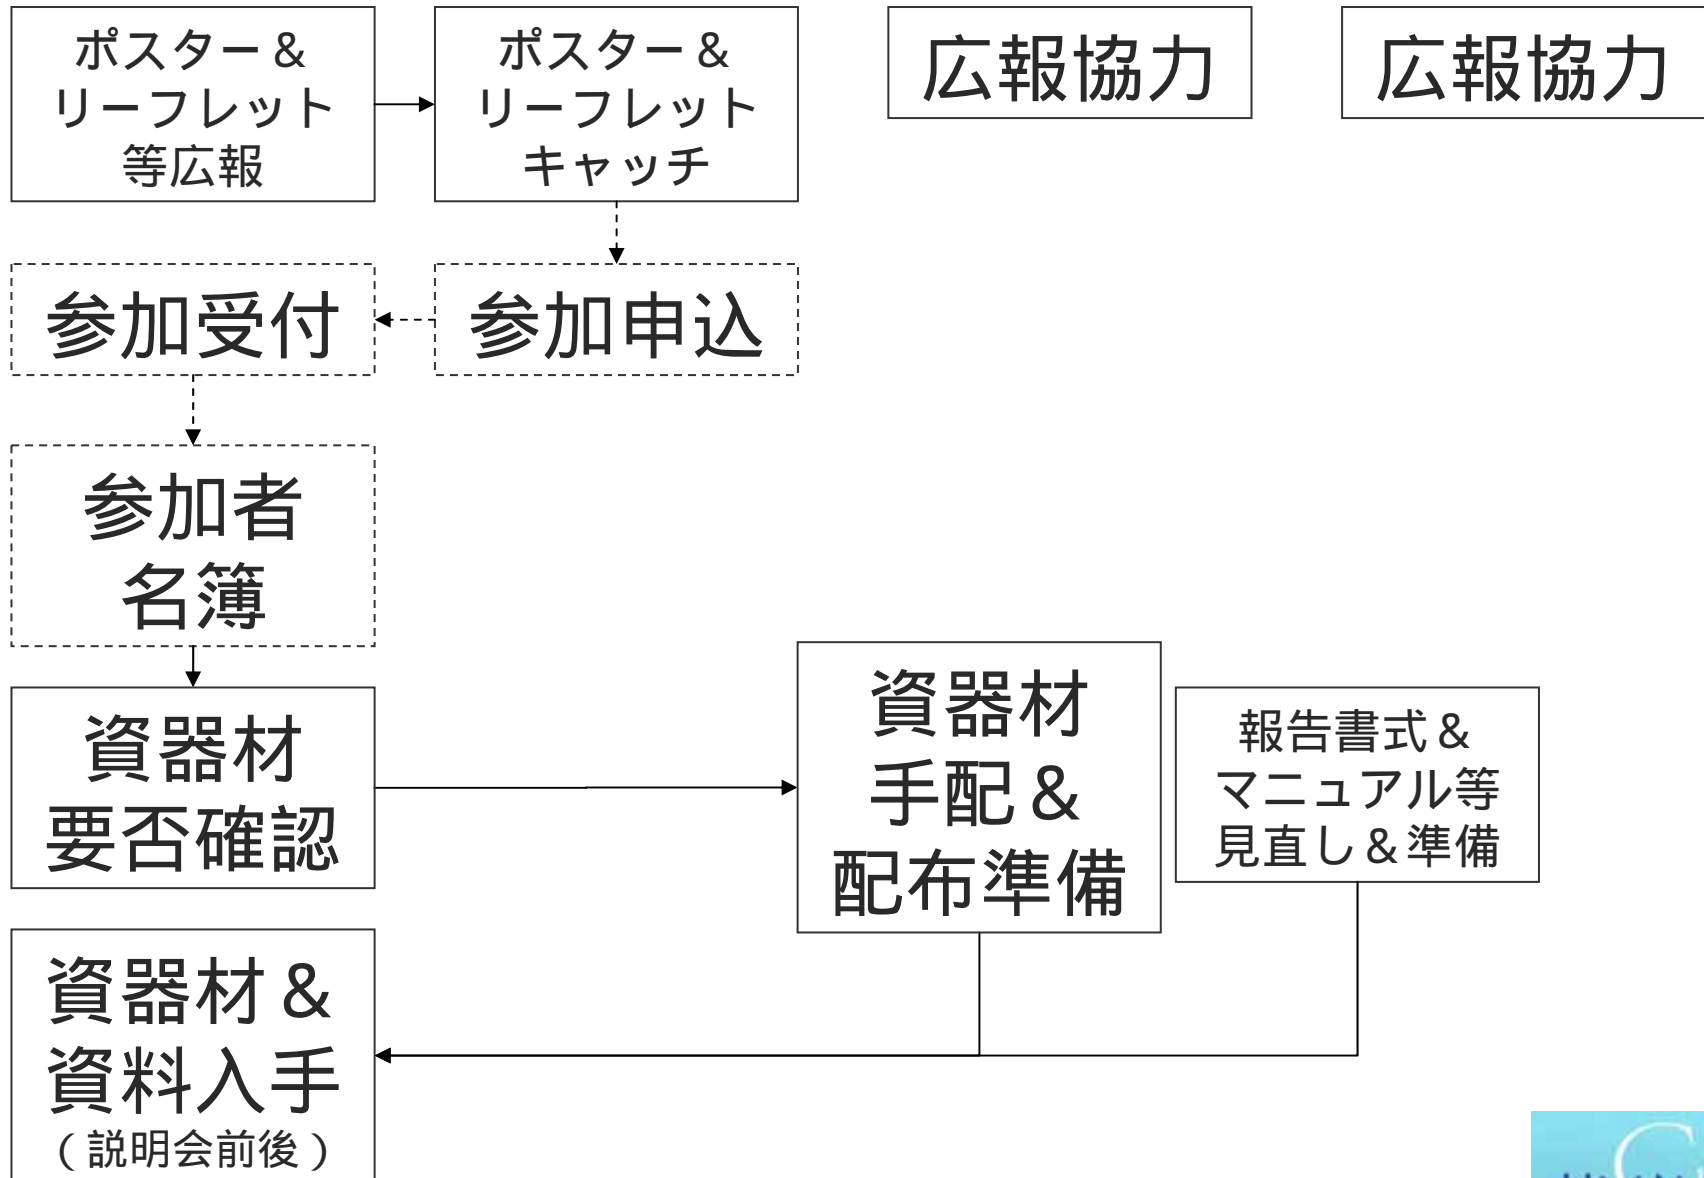 ポスター＆
リーフレット
等広報
ポスター＆
リーフレット
キャッチ
広報協力
広報協力
参加受付
参加申込
参加者
名簿
資器材
要否確認
資器材
手配＆
配布準備
報告書式＆
マニュアル等
見直し＆準備
資器材＆
資料入手
（説明会前後）